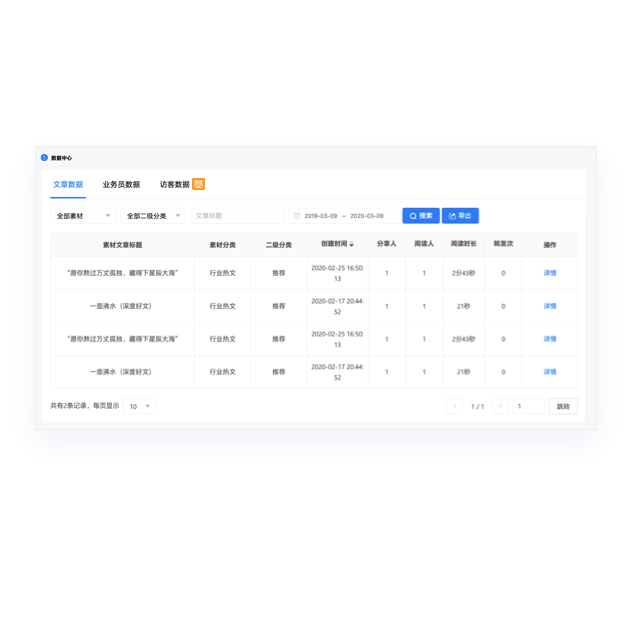 数据中心
文章数据 业务员数据 访客数据
全部素材 全部二级分类 文章标题 2019-03-09 ~ 2020-03-09 搜索 导出
素材文章标题 素材分类 二级分类 创建时间 分享人 阅读人 阅读时长 转发次 操作
“愿你熬过万丈孤独，藏得下星辰大海” 行业热文 推荐 2020-02-25 16:50:13 1 1 2分43秒 0 详情
一壶沸水（深度好文） 行业热文 推荐 2020-02-17 20:44:52 1 1 21秒 0 详情
“愿你熬过万丈孤独，藏得下星辰大海” 行业热文 推荐 2020-02-25 16:50:13 1 1 2分43秒 0 详情
一壶沸水（深度好文） 行业热文 推荐 2020-02-17 20:44:52 1 1 21秒 0 详情
共有2条记录，每页显示 10 ‹ 1 / 1 › 1 跳转